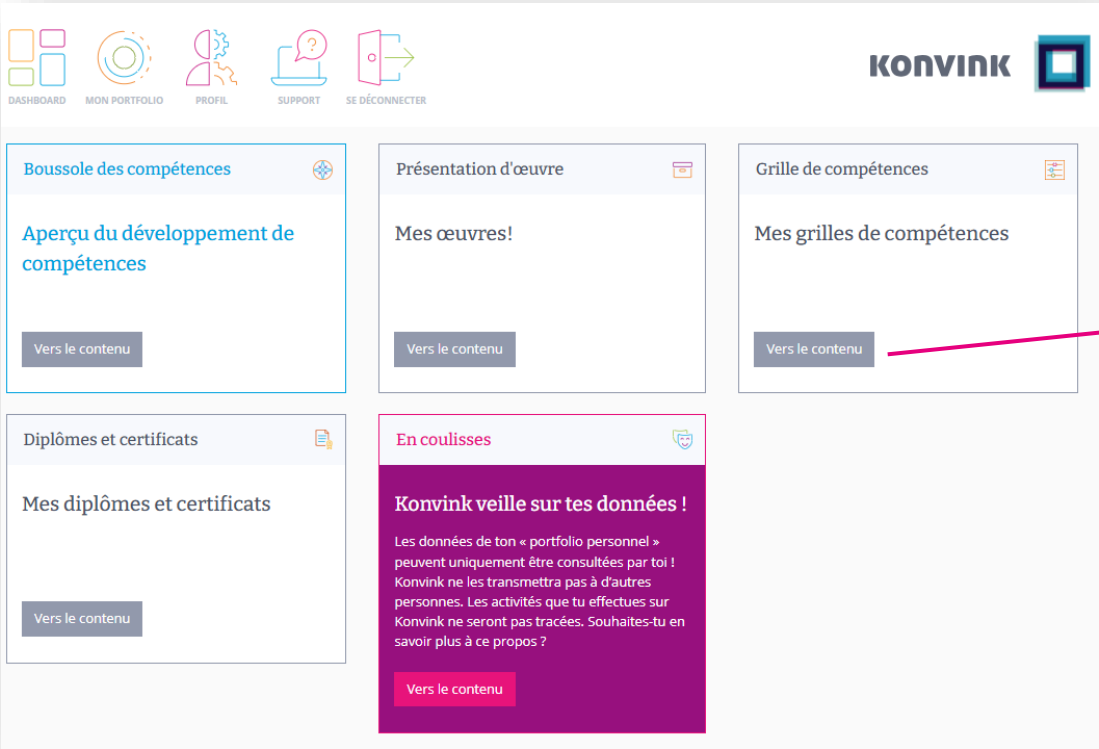 DASHBOARD
MON PORTFOLIO
PROFIL
SUPPORT
SE DÉCONNECTER
KONVINK
Boussole des compétences
Aperçu du développement de
compétences
Vers le contenu
Présentation d'œuvre
Mes œuvres!
Vers le contenu
Grille de compétences
Mes grilles de compétences
Vers le contenu
Diplômes et certificats
Mes diplômes et certificats
Vers le contenu
En coulisses
Konvink veille sur tes données !
Les données de ton « portfolio personnel »
peuvent uniquement être consultées par toi !
Konvink ne les transmettra pas à d'autres
personnes. Les activités que tu effectues sur
Konvink ne seront pas tracées. Souhaites-tu en
savoir plus à ce propos ?
Vers le contenu